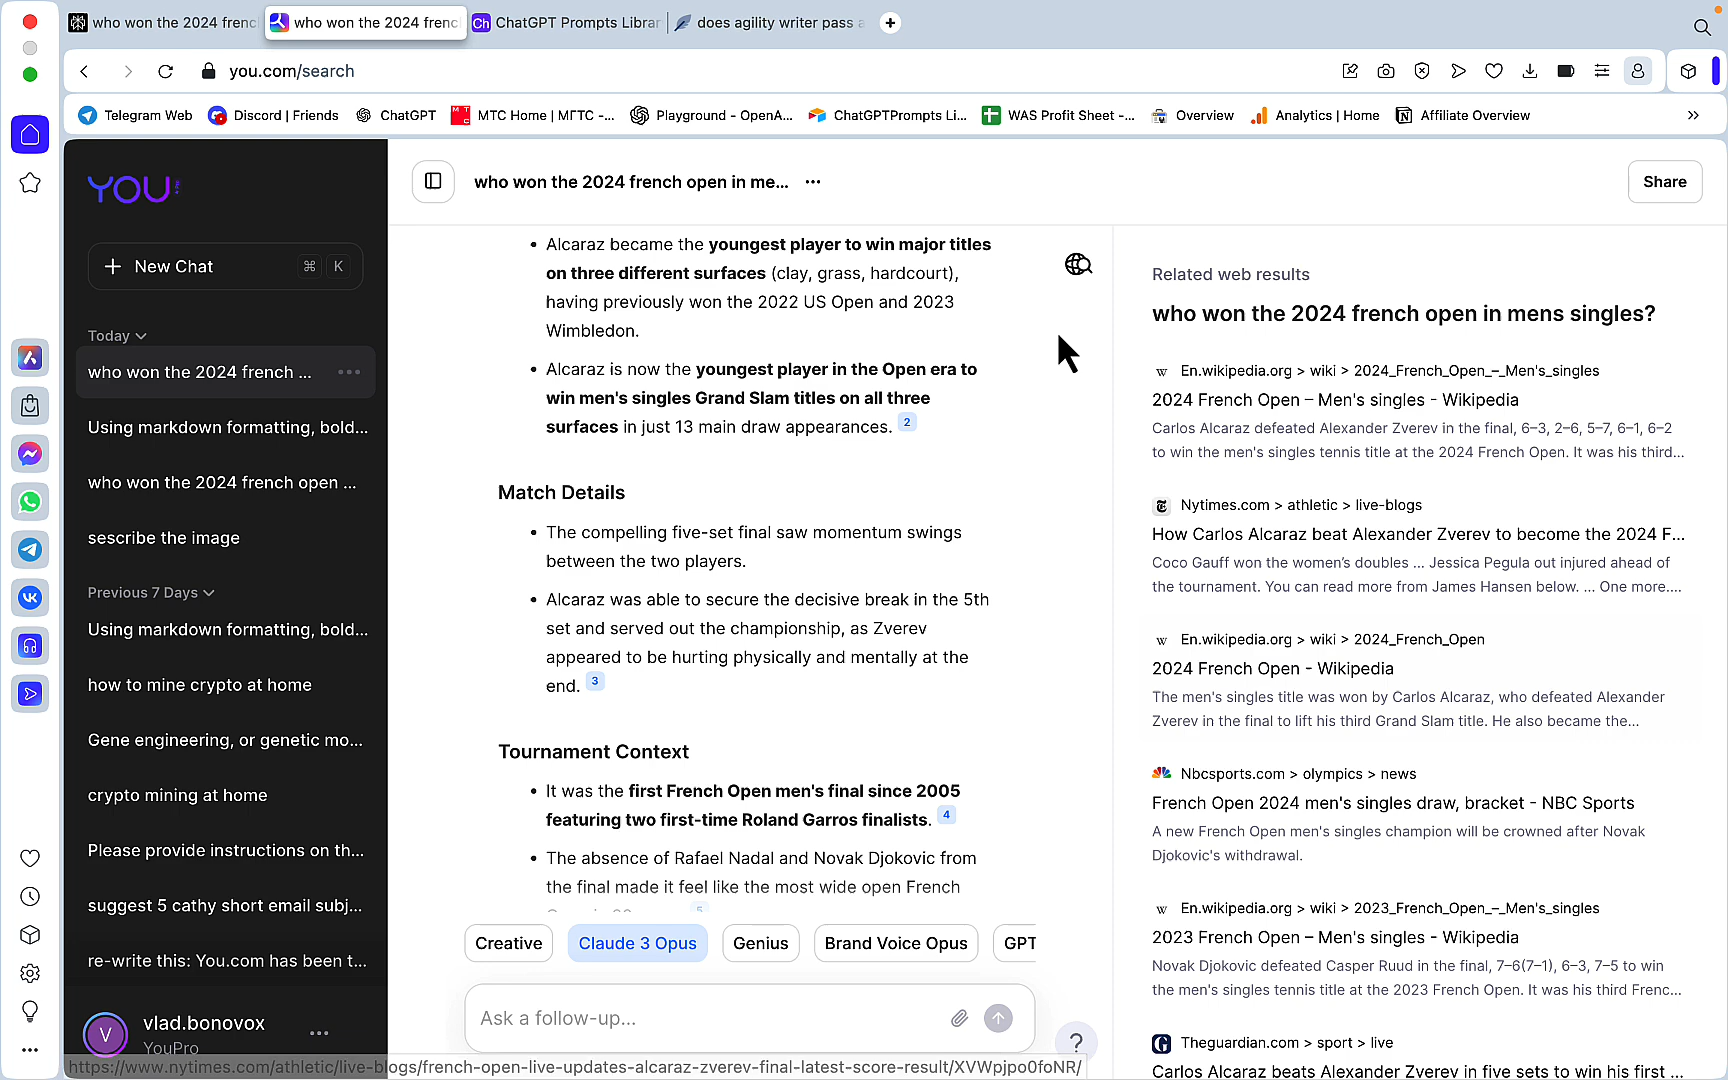 who won the 2024 frenc
who won the 2024 frenc
Ch
ChatGPT Prompts Librar
does agility writer pass a
you.com/search
Telegram Web
Discord | Friends
ChatGPT
MTC Home | MFTC -...
Playground - OpenA...
ChatGPTPrompts Li...
WAS Profit Sheet -...
Overview
Analytics | Home
Affiliate Overview
YOU
who won the 2024 french open in me...
Share
New Chat
⌘ K
Today
who won the 2024 french ...
Using markdown formatting, bold...
who won the 2024 french open ...
sescribe the image
Previous 7 Days
Using markdown formatting, bold...
how to mine crypto at home
Gene engineering, or genetic mo...
crypto mining at home
Please provide instructions on th...
suggest 5 cathy short email subj...
re-write this: You.com has been t...
V
vlad.bonovox
YouPro
• Alcaraz became the youngest player to win major titles
on three different surfaces (clay, grass, hardcourt),
having previously won the 2022 US Open and 2023
Wimbledon.
• Alcaraz is now the youngest player in the Open era to
win men's singles Grand Slam titles on all three
surfaces in just 13 main draw appearances. 2
Match Details
• The compelling five-set final saw momentum swings
between the two players.
• Alcaraz was able to secure the decisive break in the 5th
set and served out the championship, as Zverev
appeared to be hurting physically and mentally at the
end. 3
Tournament Context
• It was the first French Open men's final since 2005
featuring two first-time Roland Garros finalists. 4
• The absence of Rafael Nadal and Novak Djokovic from
the final made it feel like the most wide open French
5
Creative
Claude 3 Opus
Genius
Brand Voice Opus
GPT
Ask a follow-up...
?
Related web results
who won the 2024 french open in mens singles?
En.wikipedia.org > wiki > 2024_French_Open_–_Men's_singles
2024 French Open – Men's singles - Wikipedia
Carlos Alcaraz defeated Alexander Zverev in the final, 6–3, 2–6, 5–7, 6–1, 6–2
to win the men's singles tennis title at the 2024 French Open. It was his third...
Nytimes.com > athletic > live-blogs
How Carlos Alcaraz beat Alexander Zverev to become the 2024 F...
Coco Gauff won the women's doubles ... Jessica Pegula out injured ahead of
the tournament. You can read more from James Hansen below. ... One more....
En.wikipedia.org > wiki > 2024_French_Open
2024 French Open - Wikipedia
The men's singles title was won by Carlos Alcaraz, who defeated Alexander
Zverev in the final to lift his third Grand Slam title. He also became the...
Nbcsports.com > olympics > news
French Open 2024 men's singles draw, bracket - NBC Sports
A new French Open men's singles champion will be crowned after Novak
Djokovic's withdrawal.
En.wikipedia.org > wiki > 2023_French_Open_–_Men's_singles
2023 French Open – Men's singles - Wikipedia
Novak Djokovic defeated Casper Ruud in the final, 7–6(7–1), 6–3, 7–5 to win
the men's singles tennis title at the 2023 French Open. It was his third Frenc...
Theguardian.com > sport > live
Carlos Alcaraz beats Alexander Zverev in five sets to win his first ...
https://www.nytimes.com/athletic/live-blogs/french-open-live-updates-alcaraz-zverev-final-latest-score-result/XVWpjpo0foNR/